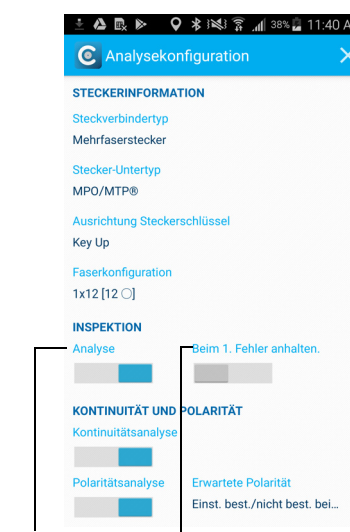 38% 11:40 A
Analysekonfiguration
STECKERINFORMATION
Steckverbindertyp
Mehrfaserstecker
Stecker-Untertyp
MPO/MTP®
Ausrichtung Steckerschlüssel
Key Up
Faserkonfiguration
1x12 [12 ○]
INSPEKTION
Analyse Beim 1. Fehler anhalten.
KONTINUITÄT UND POLARITÄT
Kontinuitätsanalyse
Polaritätsanalyse Erwartete Polarität
Einst. best./nicht best. bei...